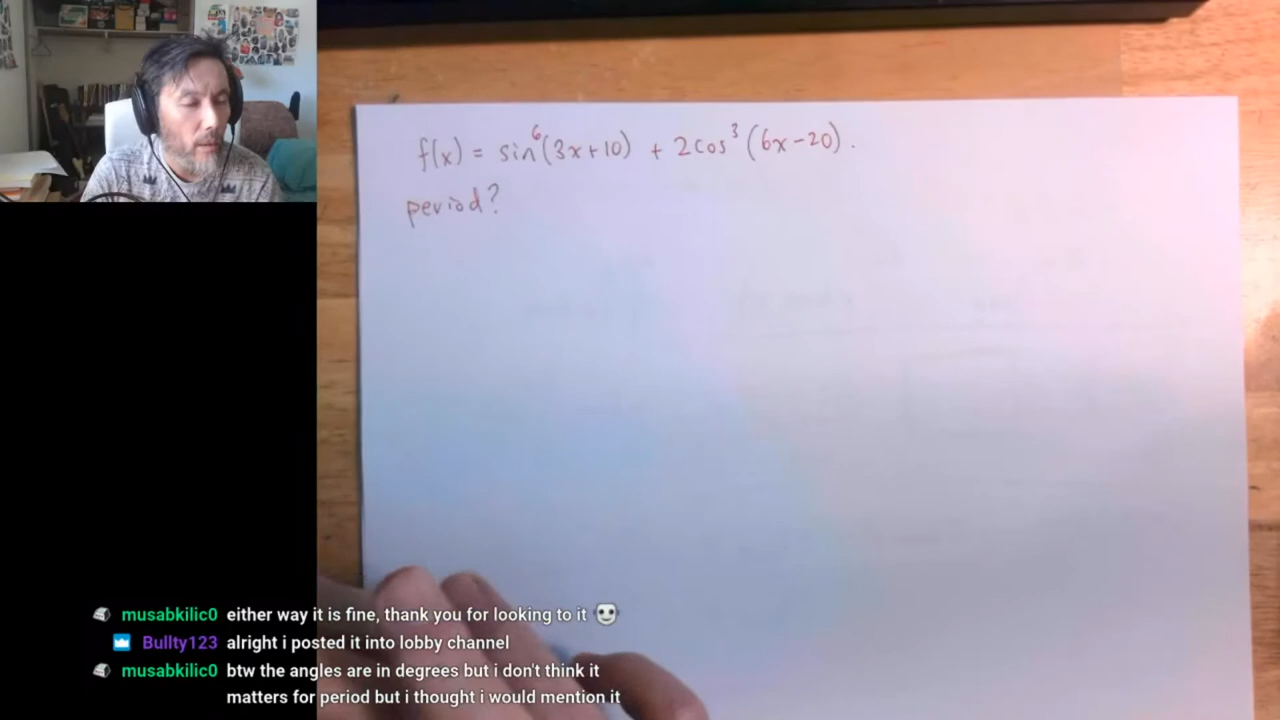 f(x) = sin⁶(3x+10) + 2cos³(6x-20).
period?
musabkilic0 either way it is fine, thank you for looking to it
Bullty123 alright i posted it into lobby channel
musabkilic0 btw the angles are in degrees but i don't think it
matters for period but i thought i would mention it